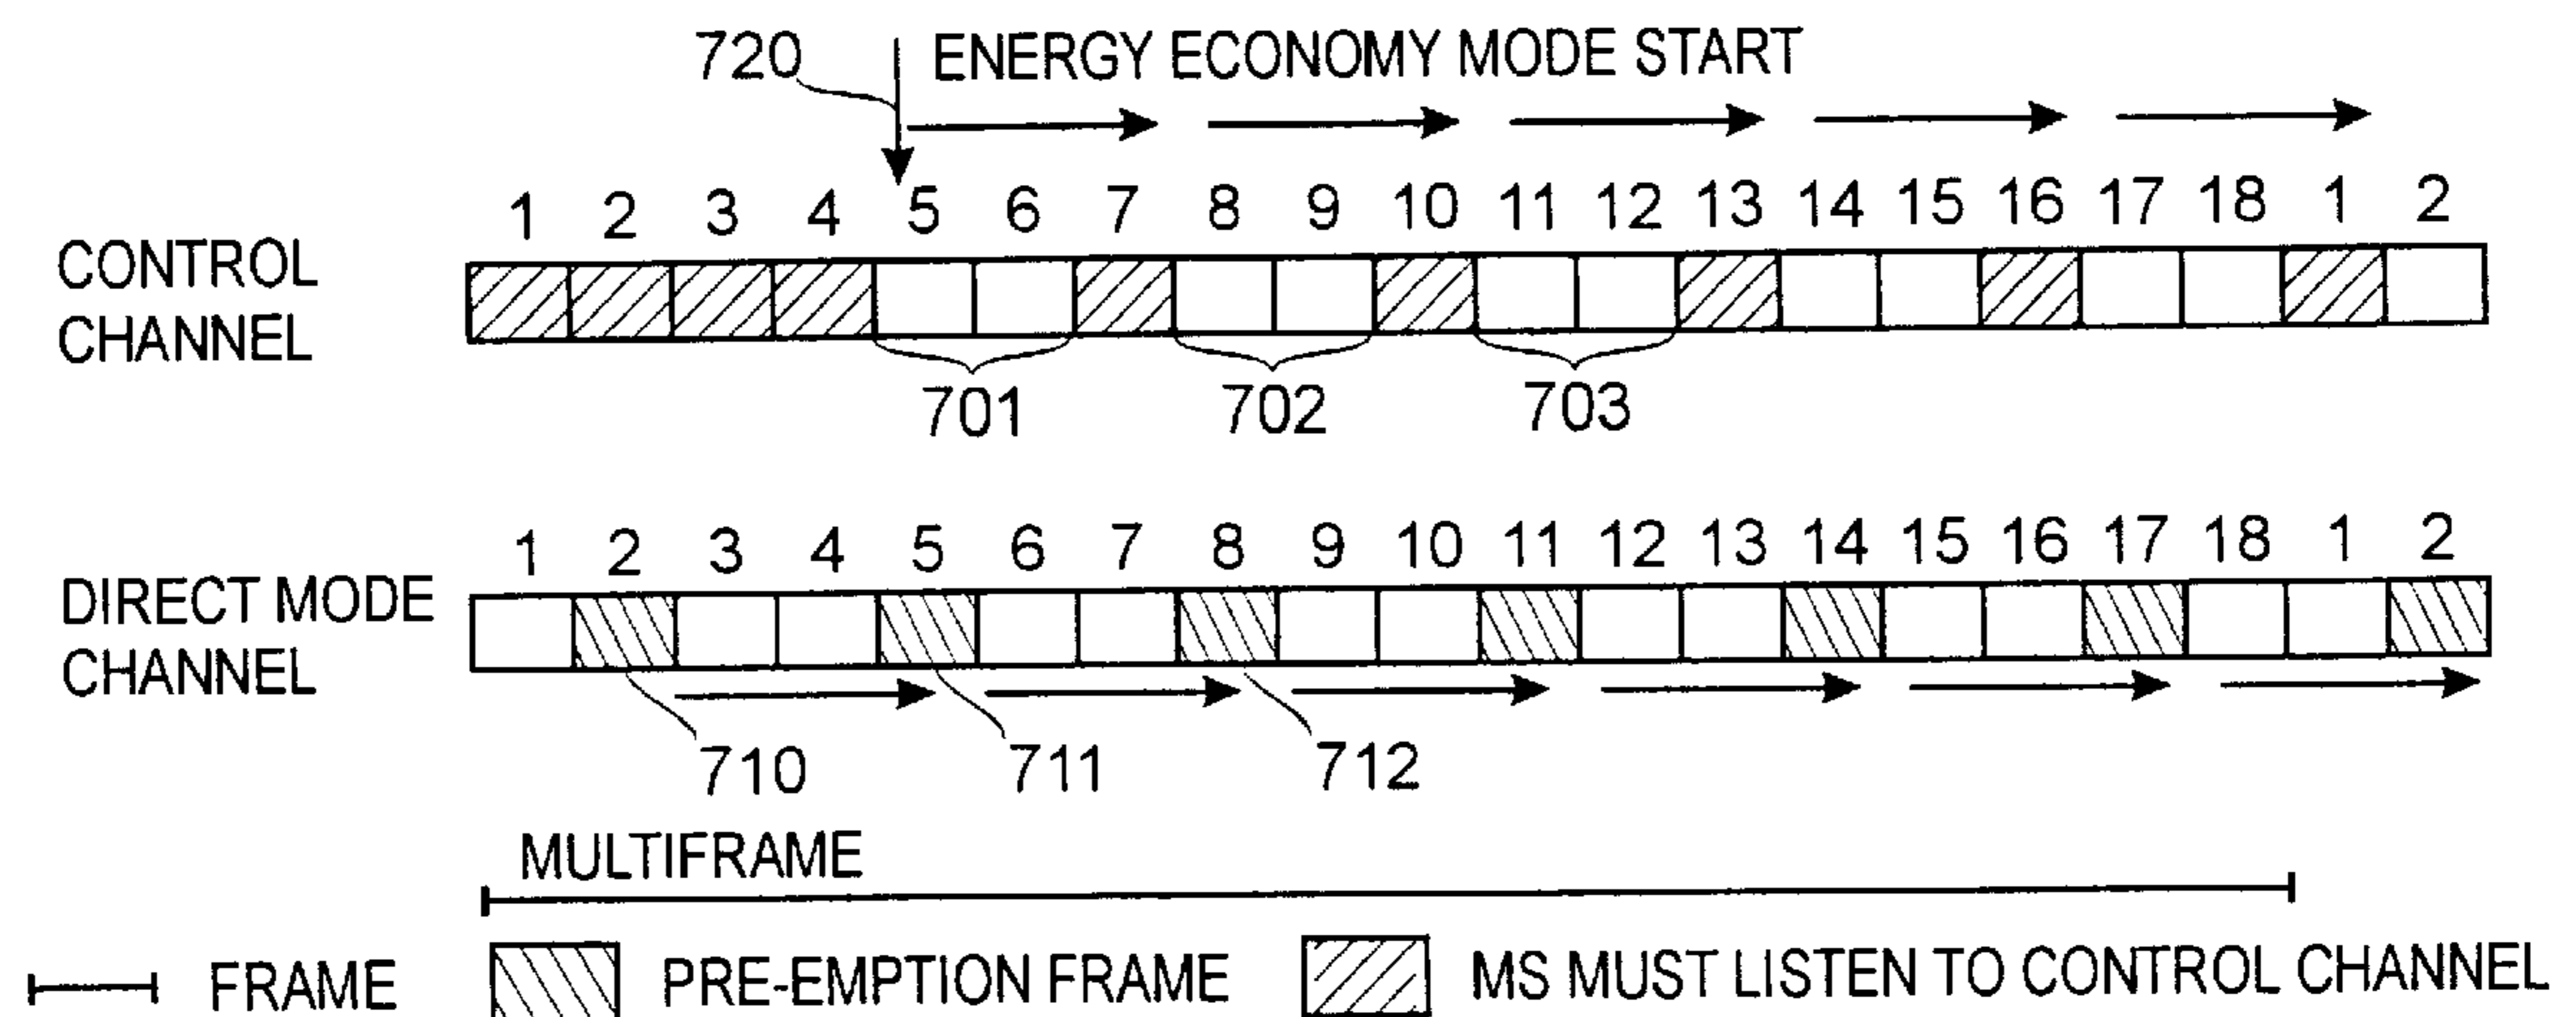 720 ENERGY ECONOMY MODE START
1 2 3 4 5 6 7 8 9 10 11 12 13 14 15 16 17 18 1 2
CONTROL
CHANNEL
701 702 703
1 2 3 4 5 6 7 8 9 10 11 12 13 14 15 16 17 18 1 2
DIRECT MODE
CHANNEL
710 711 712
MULTIFRAME
FRAME PRE-EMPTION FRAME MS MUST LISTEN TO CONTROL CHANNEL